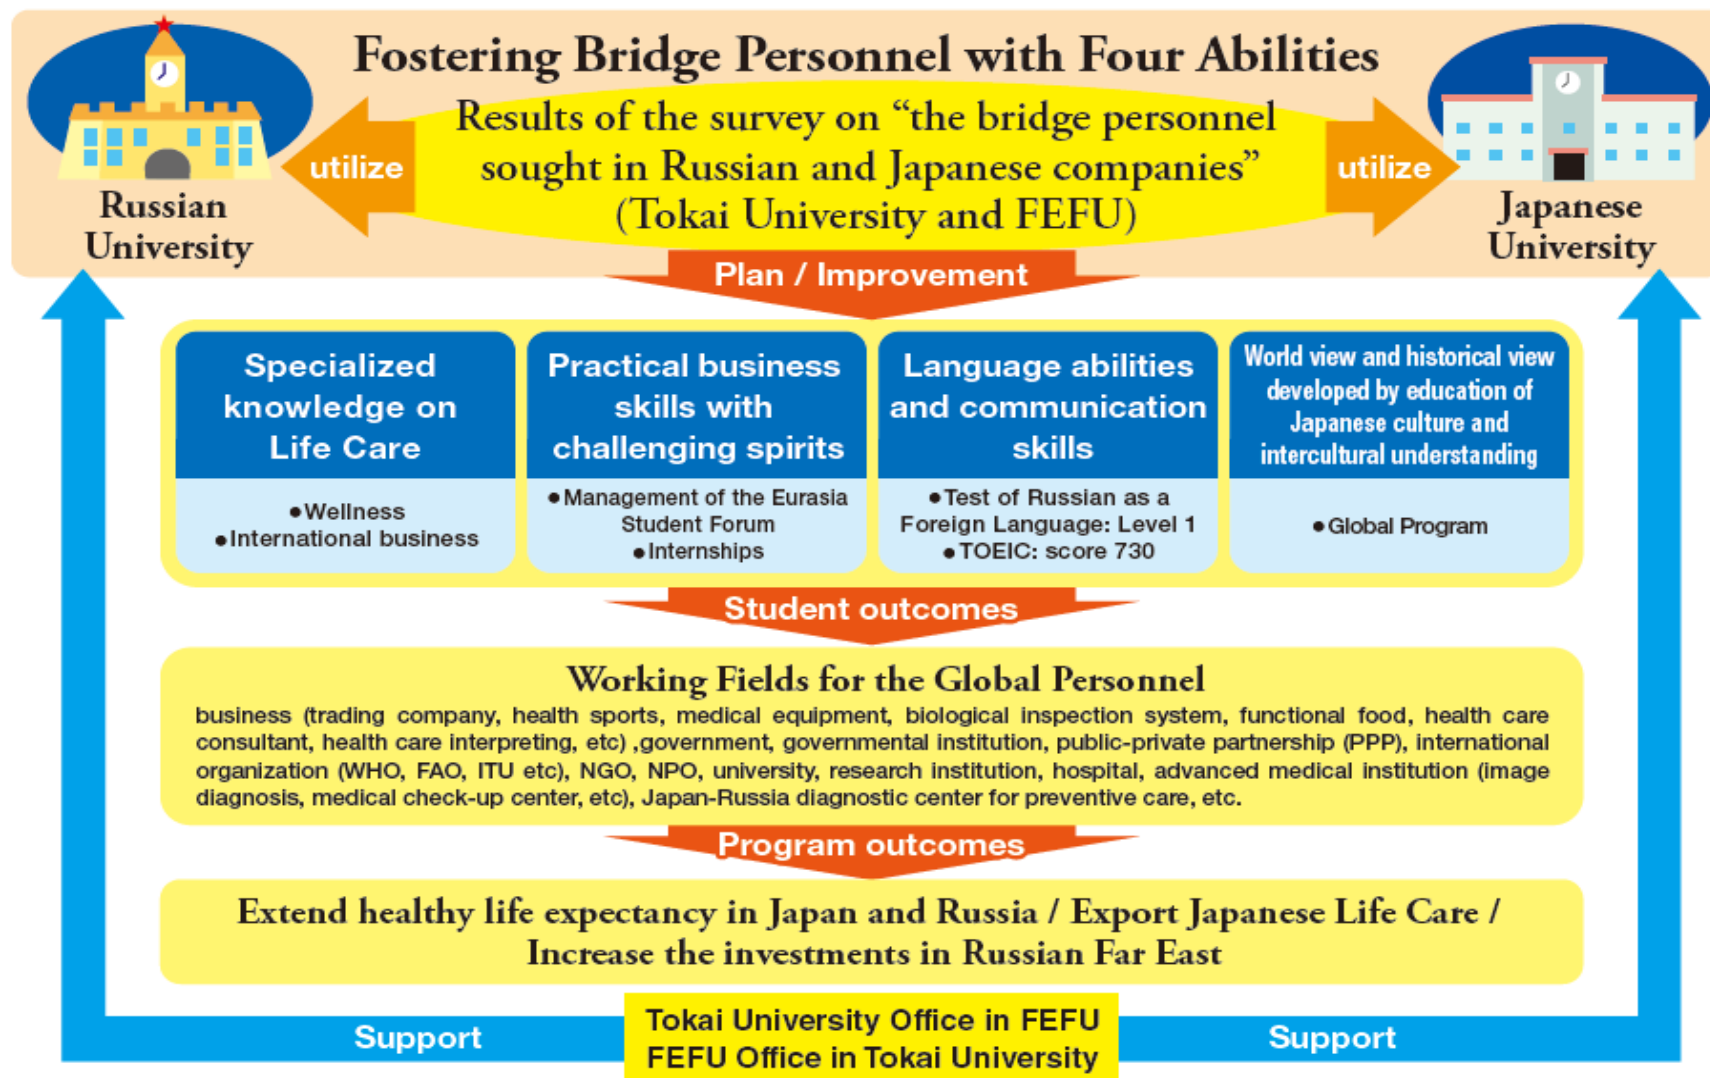 Fostering Bridge Personnel with Four Abilities
Results of the survey on “the bridge personnel
sought in Russian and Japanese companies”
(Tokai University and FEFU)
utilize
utilize
Russian
University
Japanese
University
Plan / Improvement
Specialized
knowledge on
Life Care
●Wellness
●International business
Practical business
skills with
challenging spirits
●Management of the Eurasia
Student Forum
●Internships
Language abilities
and communication
skills
●Test of Russian as a
Foreign Language: Level 1
●TOEIC: score 730
World view and historical view
developed by education of
Japanese culture and
intercultural understanding
●Global Program
Student outcomes
Working Fields for the Global Personnel
business (trading company, health sports, medical equipment, biological inspection system, functional food, health care
consultant, health care interpreting, etc) ,government, governmental institution, public-private partnership (PPP), international
organization (WHO, FAO, ITU etc), NGO, NPO, university, research institution, hospital, advanced medical institution (image
diagnosis, medical check-up center, etc), Japan-Russia diagnostic center for preventive care, etc.
Program outcomes
Extend healthy life expectancy in Japan and Russia / Export Japanese Life Care /
Increase the investments in Russian Far East
Support
Tokai University Office in FEFU
FEFU Office in Tokai University
Support